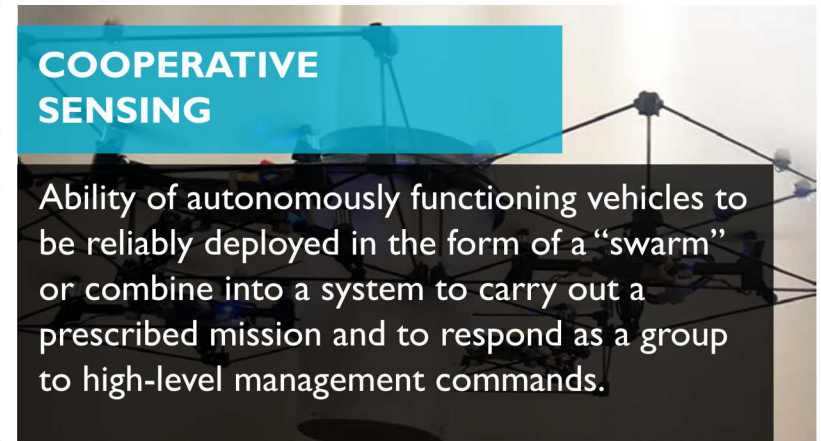 COOPERATIVE
SENSING
Ability of autonomously functioning vehicles to
be reliably deployed in the form of a “swarm”
or combine into a system to carry out a
prescribed mission and to respond as a group
to high-level management commands.